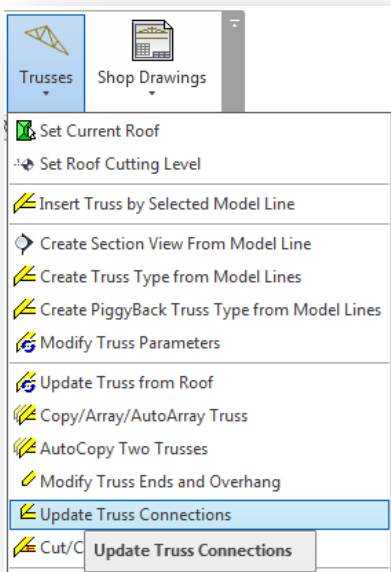 Trusses Shop Drawings
Set Current Roof
Set Roof Cutting Level
Insert Truss by Selected Model Line
Create Section View From Model Line
Create Truss Type from Model Lines
Create PiggyBack Truss Type from Model Lines
Modify Truss Parameters
Update Truss from Roof
Copy/Array/AutoArray Truss
AutoCopy Two Trusses
Modify Truss Ends and Overhang
Update Truss Connections
Cut/C Update Truss Connections